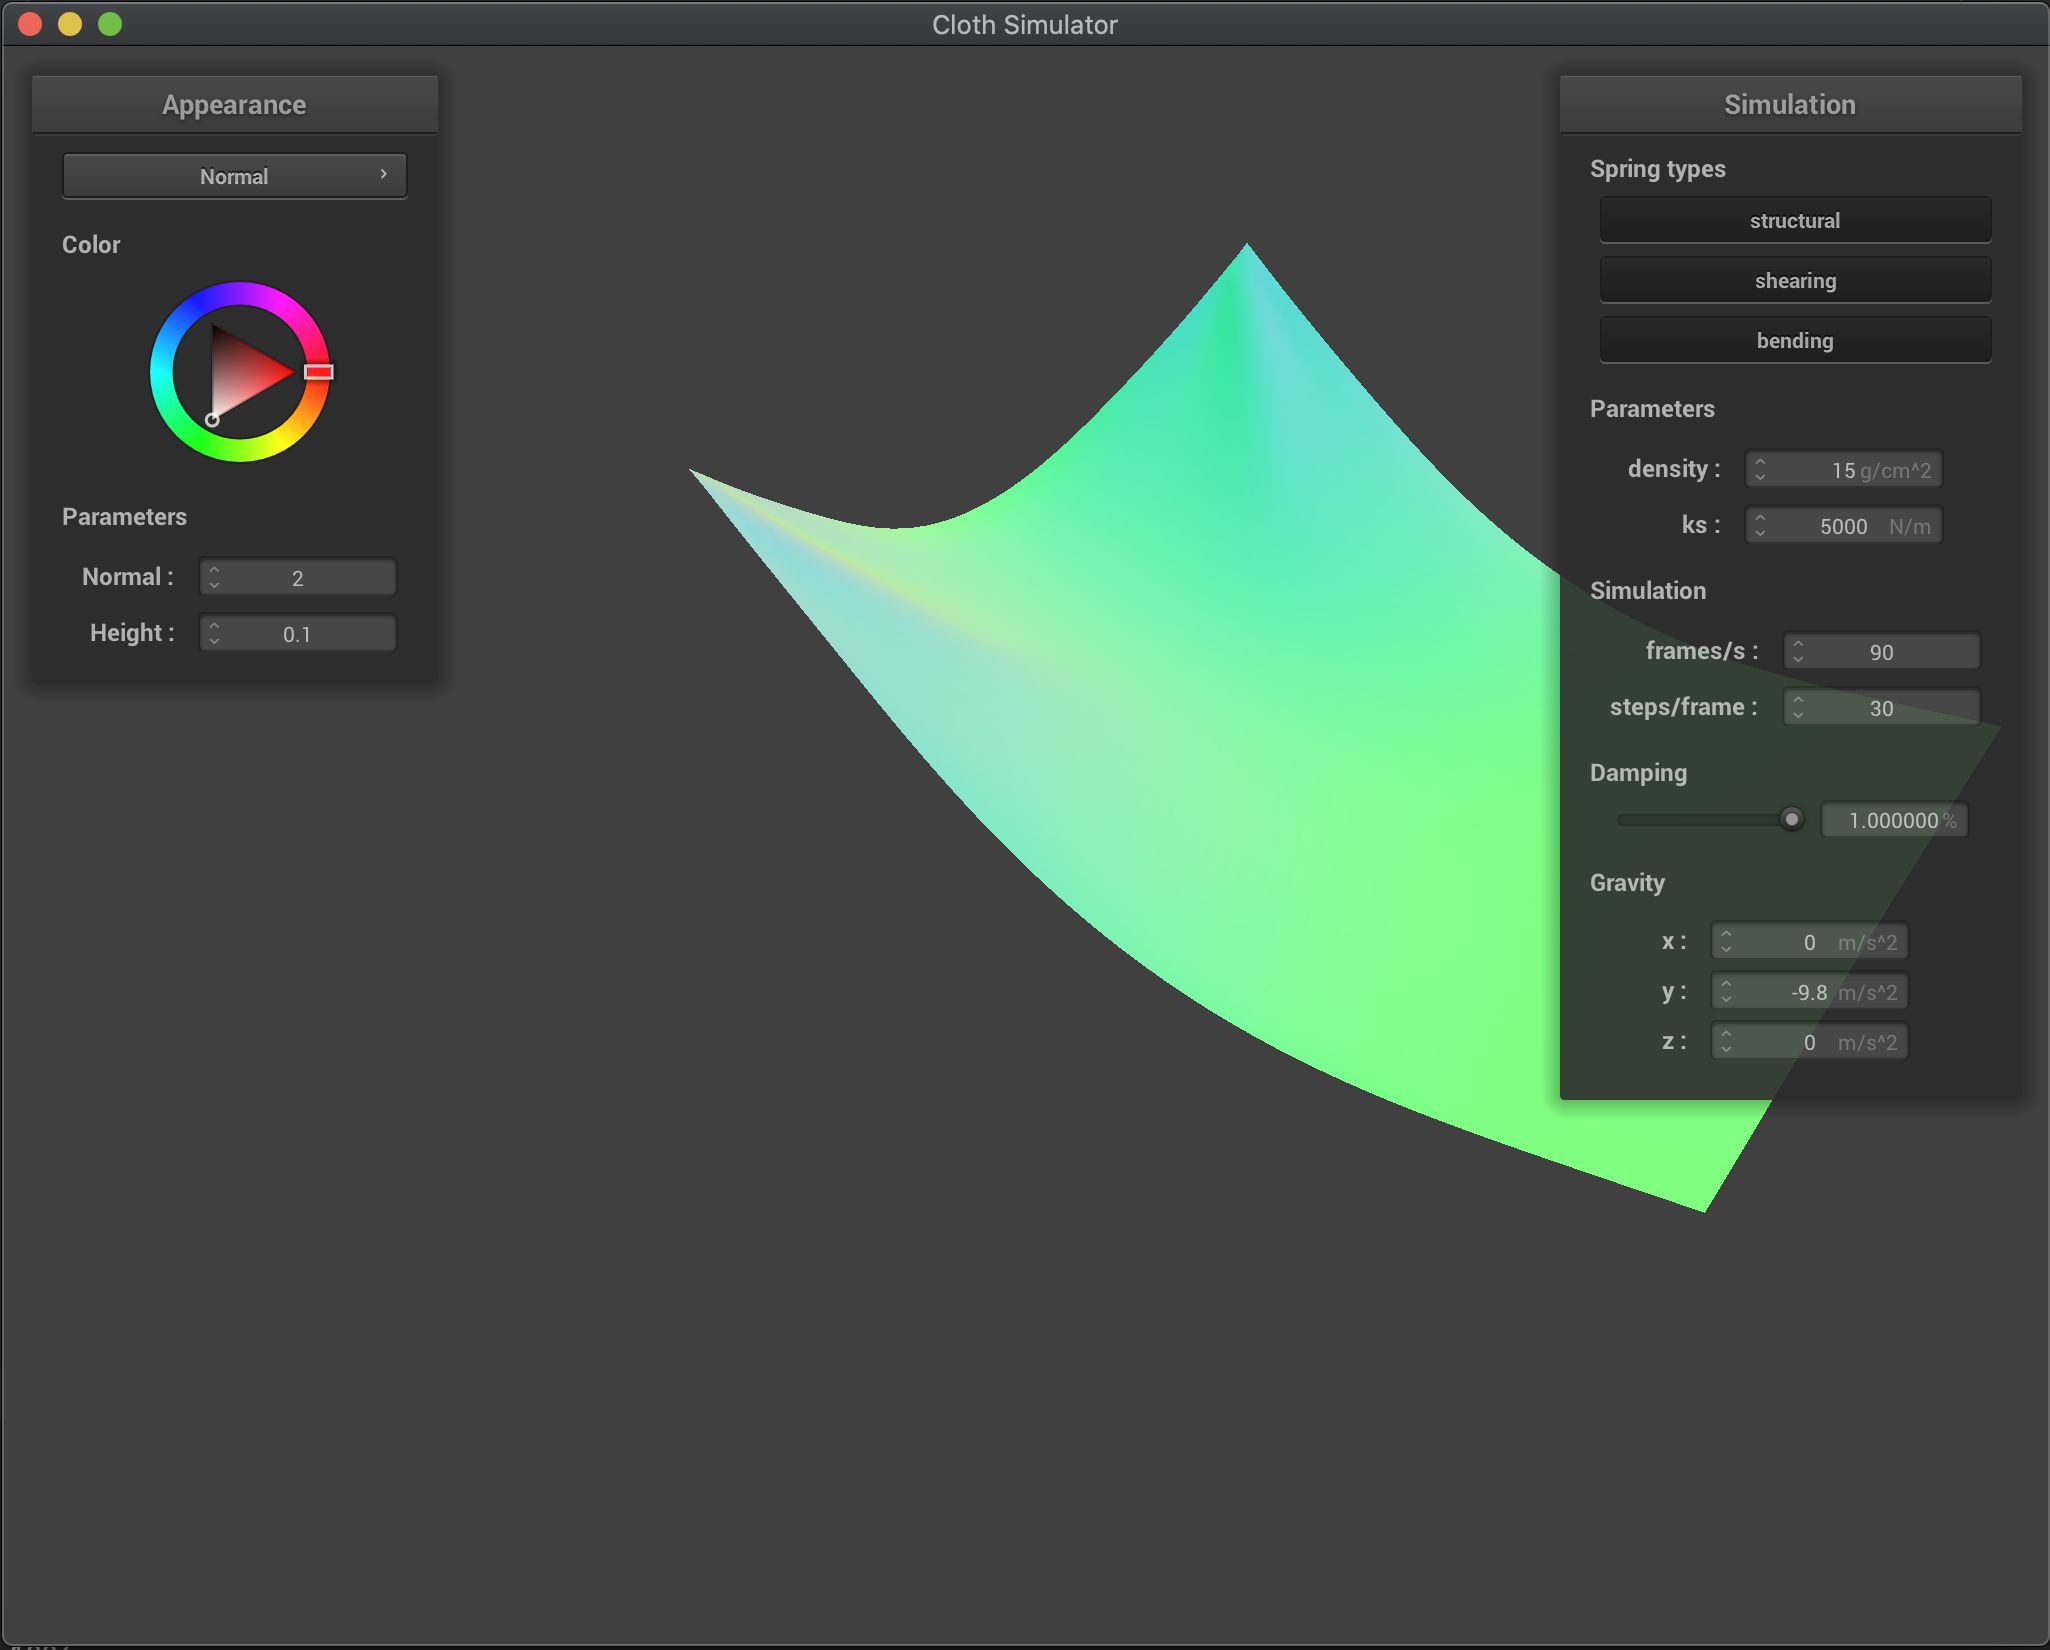 Cloth Simulator
Appearance
Normal
Color
Parameters
Normal : 2
Height : 0.1
Simulation
Spring types
structural
shearing
bending
Parameters
density : 15 g/cm^2
ks : 5000 N/m
Simulation
frames/s : 90
steps/frame : 30
Damping
1.000000 %
Gravity
x : 0 m/s^2
y : -9.8 m/s^2
z : 0 m/s^2